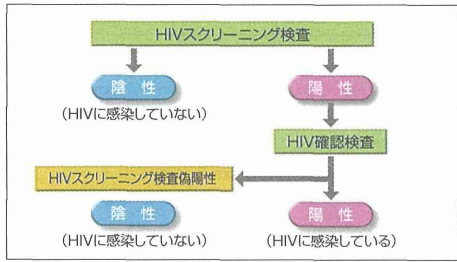 HIVスクリーニング検査
陰 性
陽 性
(HIVに感染していない)
HIV確認検査
HIVスクリーニング検査偽陽性
陰 性
陽 性
(HIVに感染していない)
(HIVに感染している)